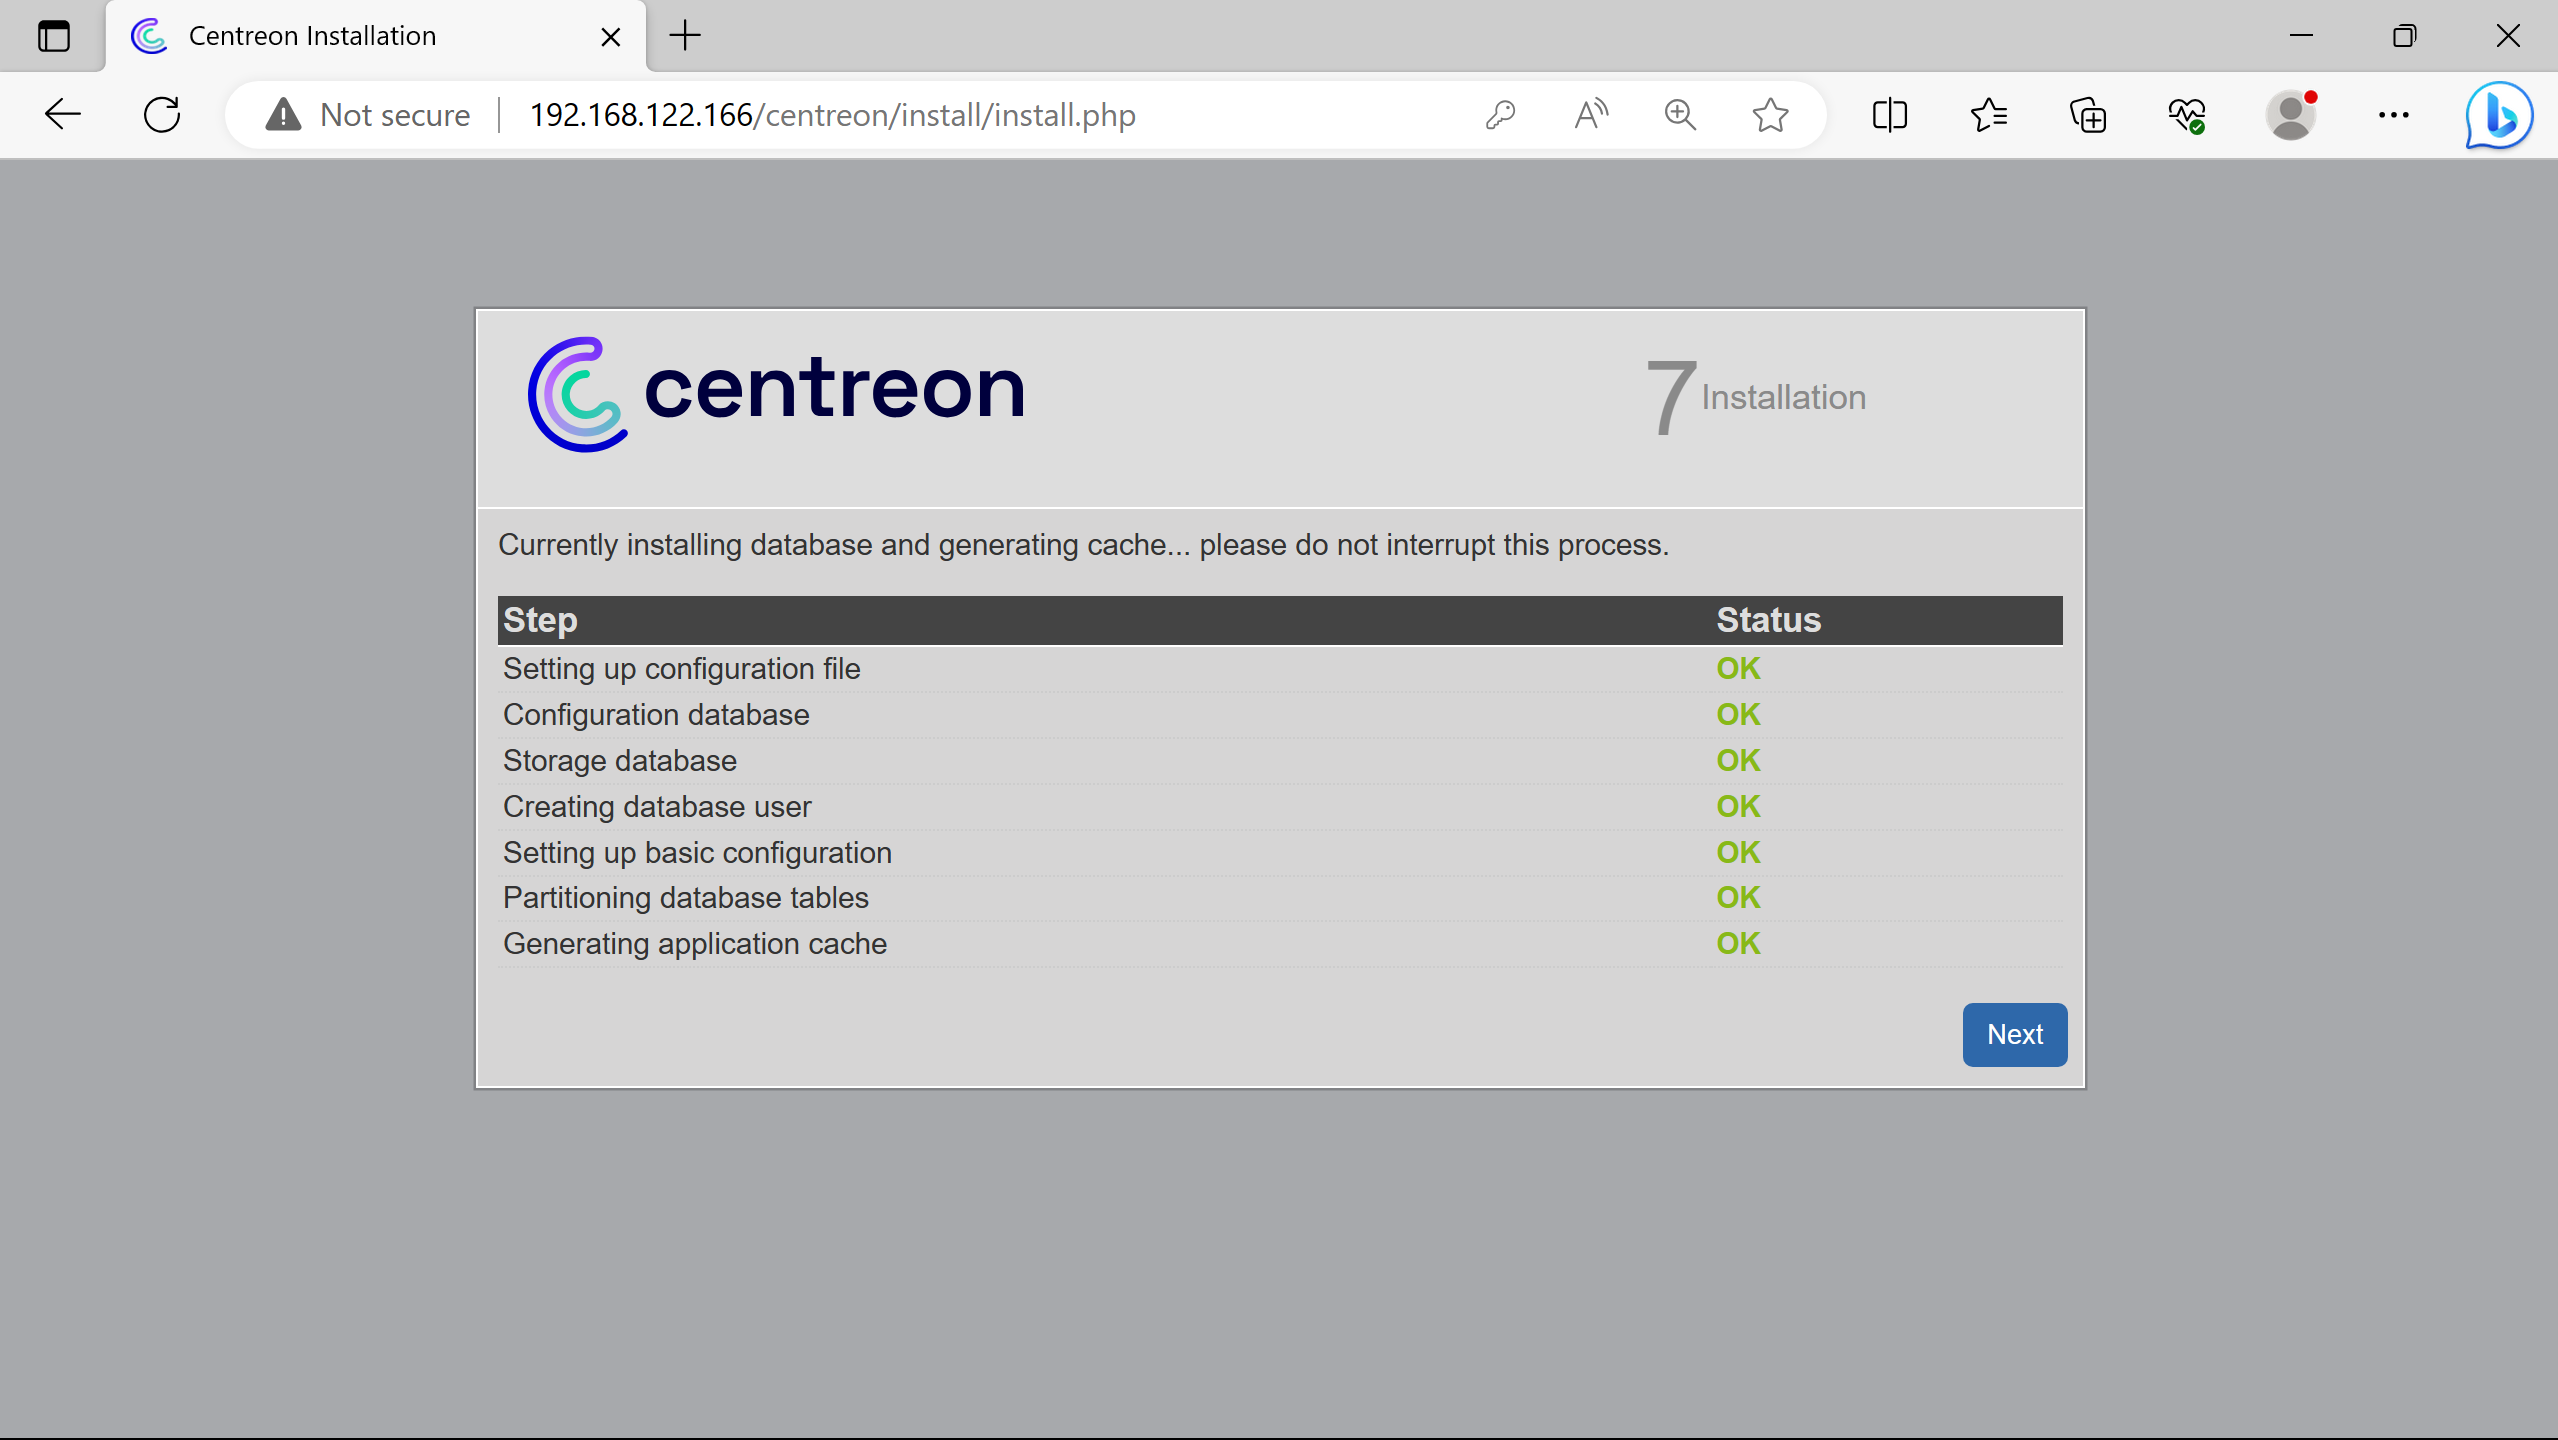 Centreon Installation
Not secure
192.168.122.166/centreon/install/install.php
centreon
7 Installation
Currently installing database and generating cache... please do not interrupt this process.
Step Status
Setting up configuration file OK
Configuration database OK
Storage database OK
Creating database user OK
Setting up basic configuration OK
Partitioning database tables OK
Generating application cache OK
Next